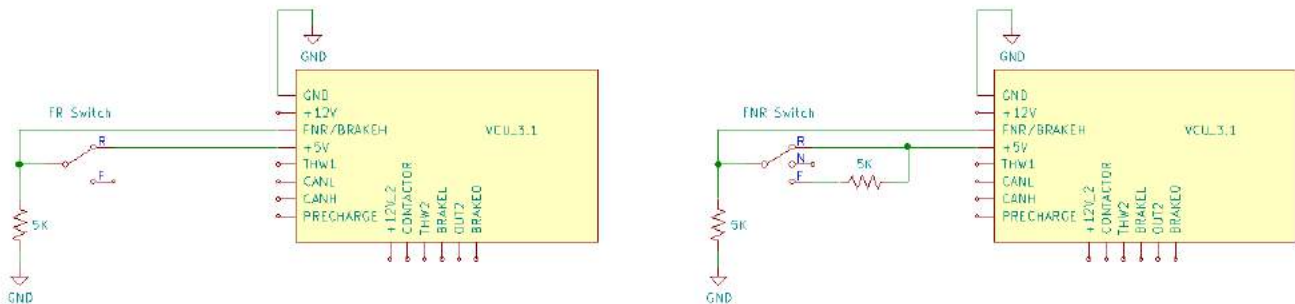 GND
GND
+12V
FR Switch
FNR/BRAKEH
VCU_3.1
R
+5V
THW1
F
CANL
CANH
PRECHARGE
5K
+12V_2
CONTACTOR
THW2
BRAKEL
OUT2
BRAKEO
GND
GND
GND
+12V
FNR Switch
FNR/BRAKEH
VCU_3.1
R
+5V
N
5K
THW1
F
CANL
CANH
PRECHARGE
5K
+12V_2
CONTACTOR
THW2
BRAKEL
OUT2
BRAKEO
GND